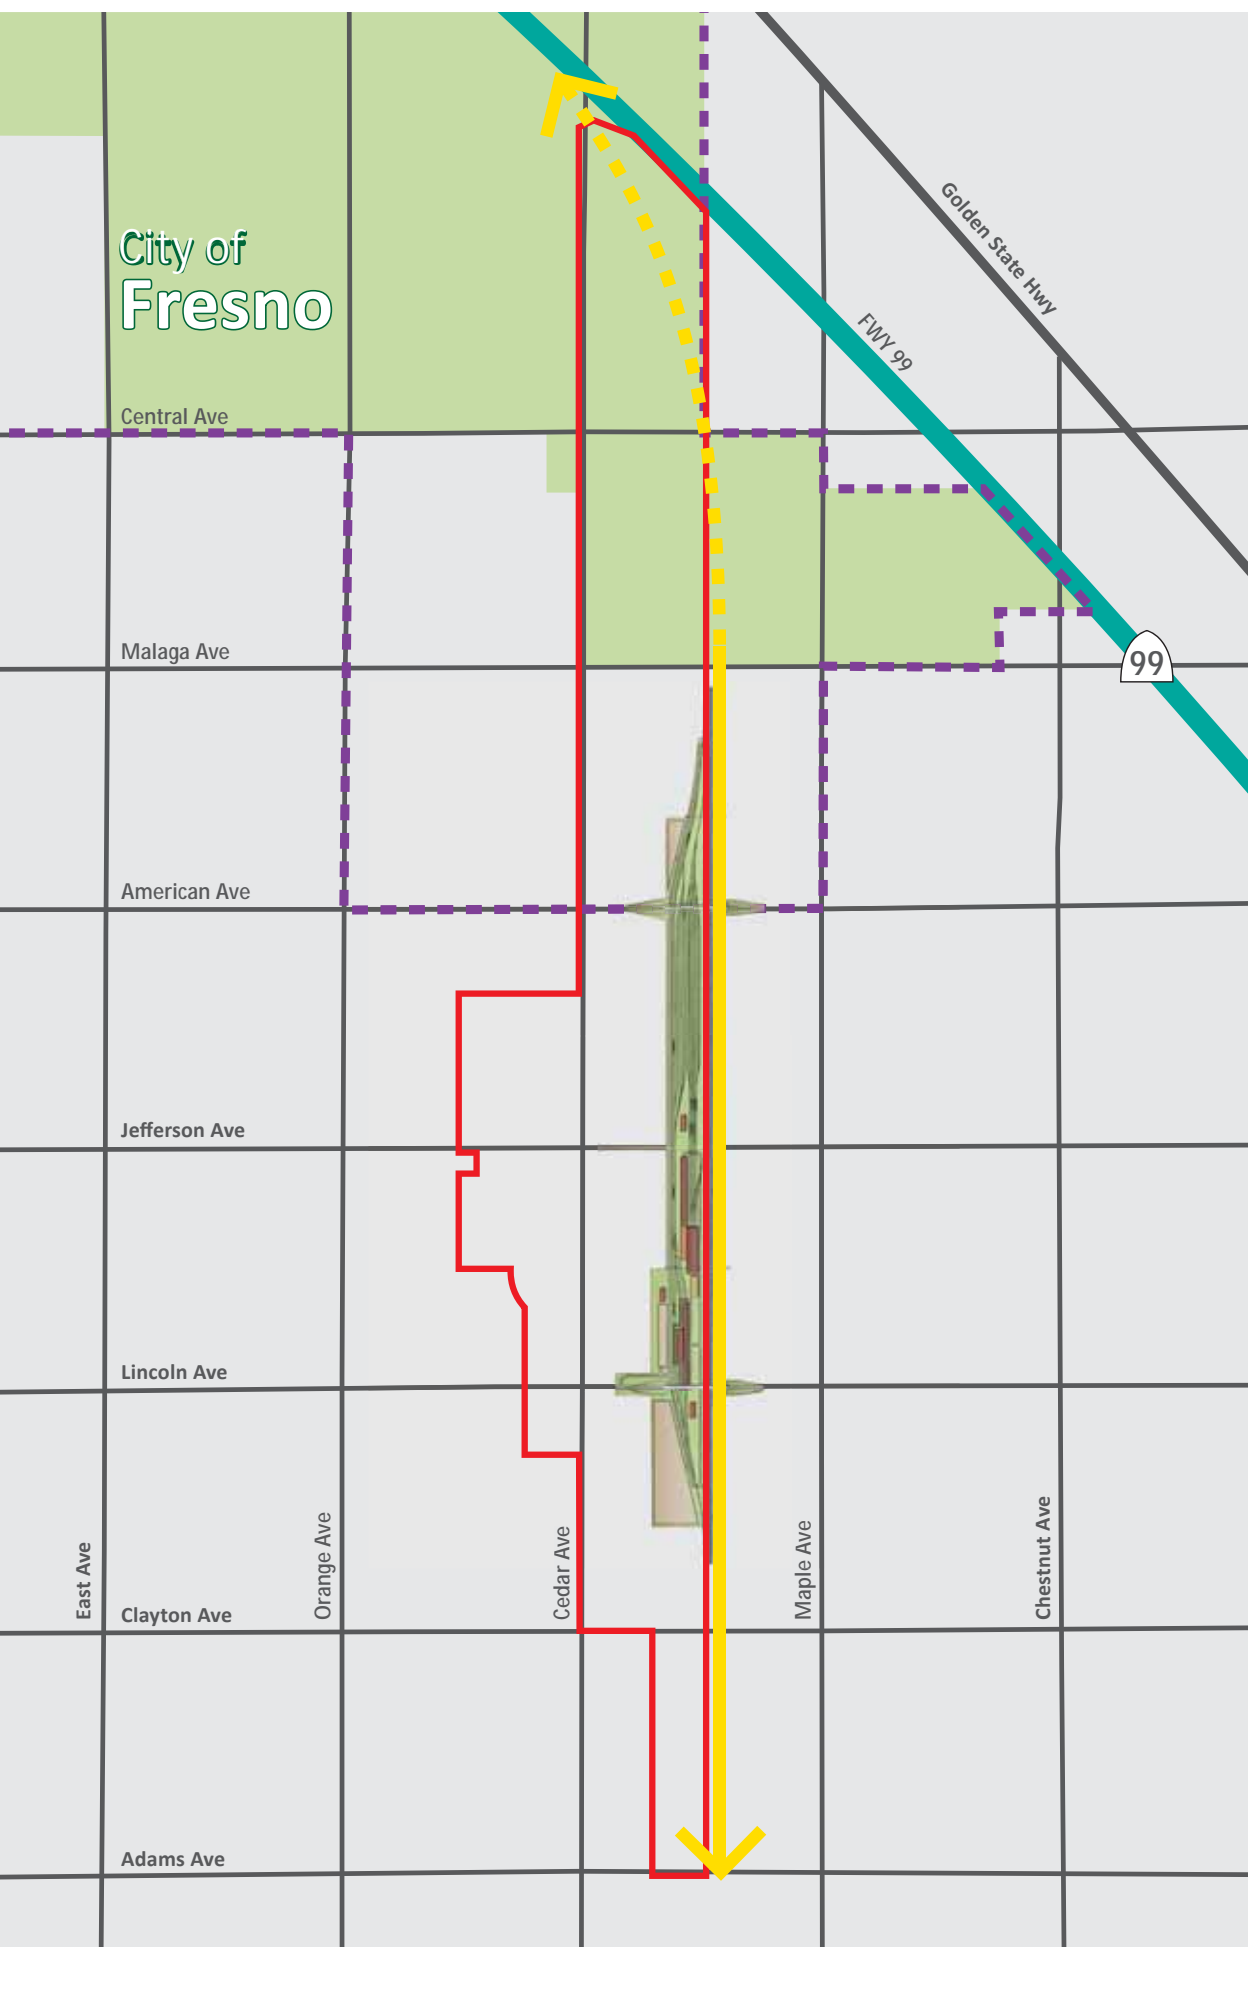 Golden State Hwy
City of
Fresno
FWY 99
Central Ave
Malaga Ave
99
American Ave
Jefferson Ave
Lincoln Ave
East Ave
Orange Ave
Cedar Ave
Maple Ave
Chestnut Ave
Clayton Ave
Adams Ave